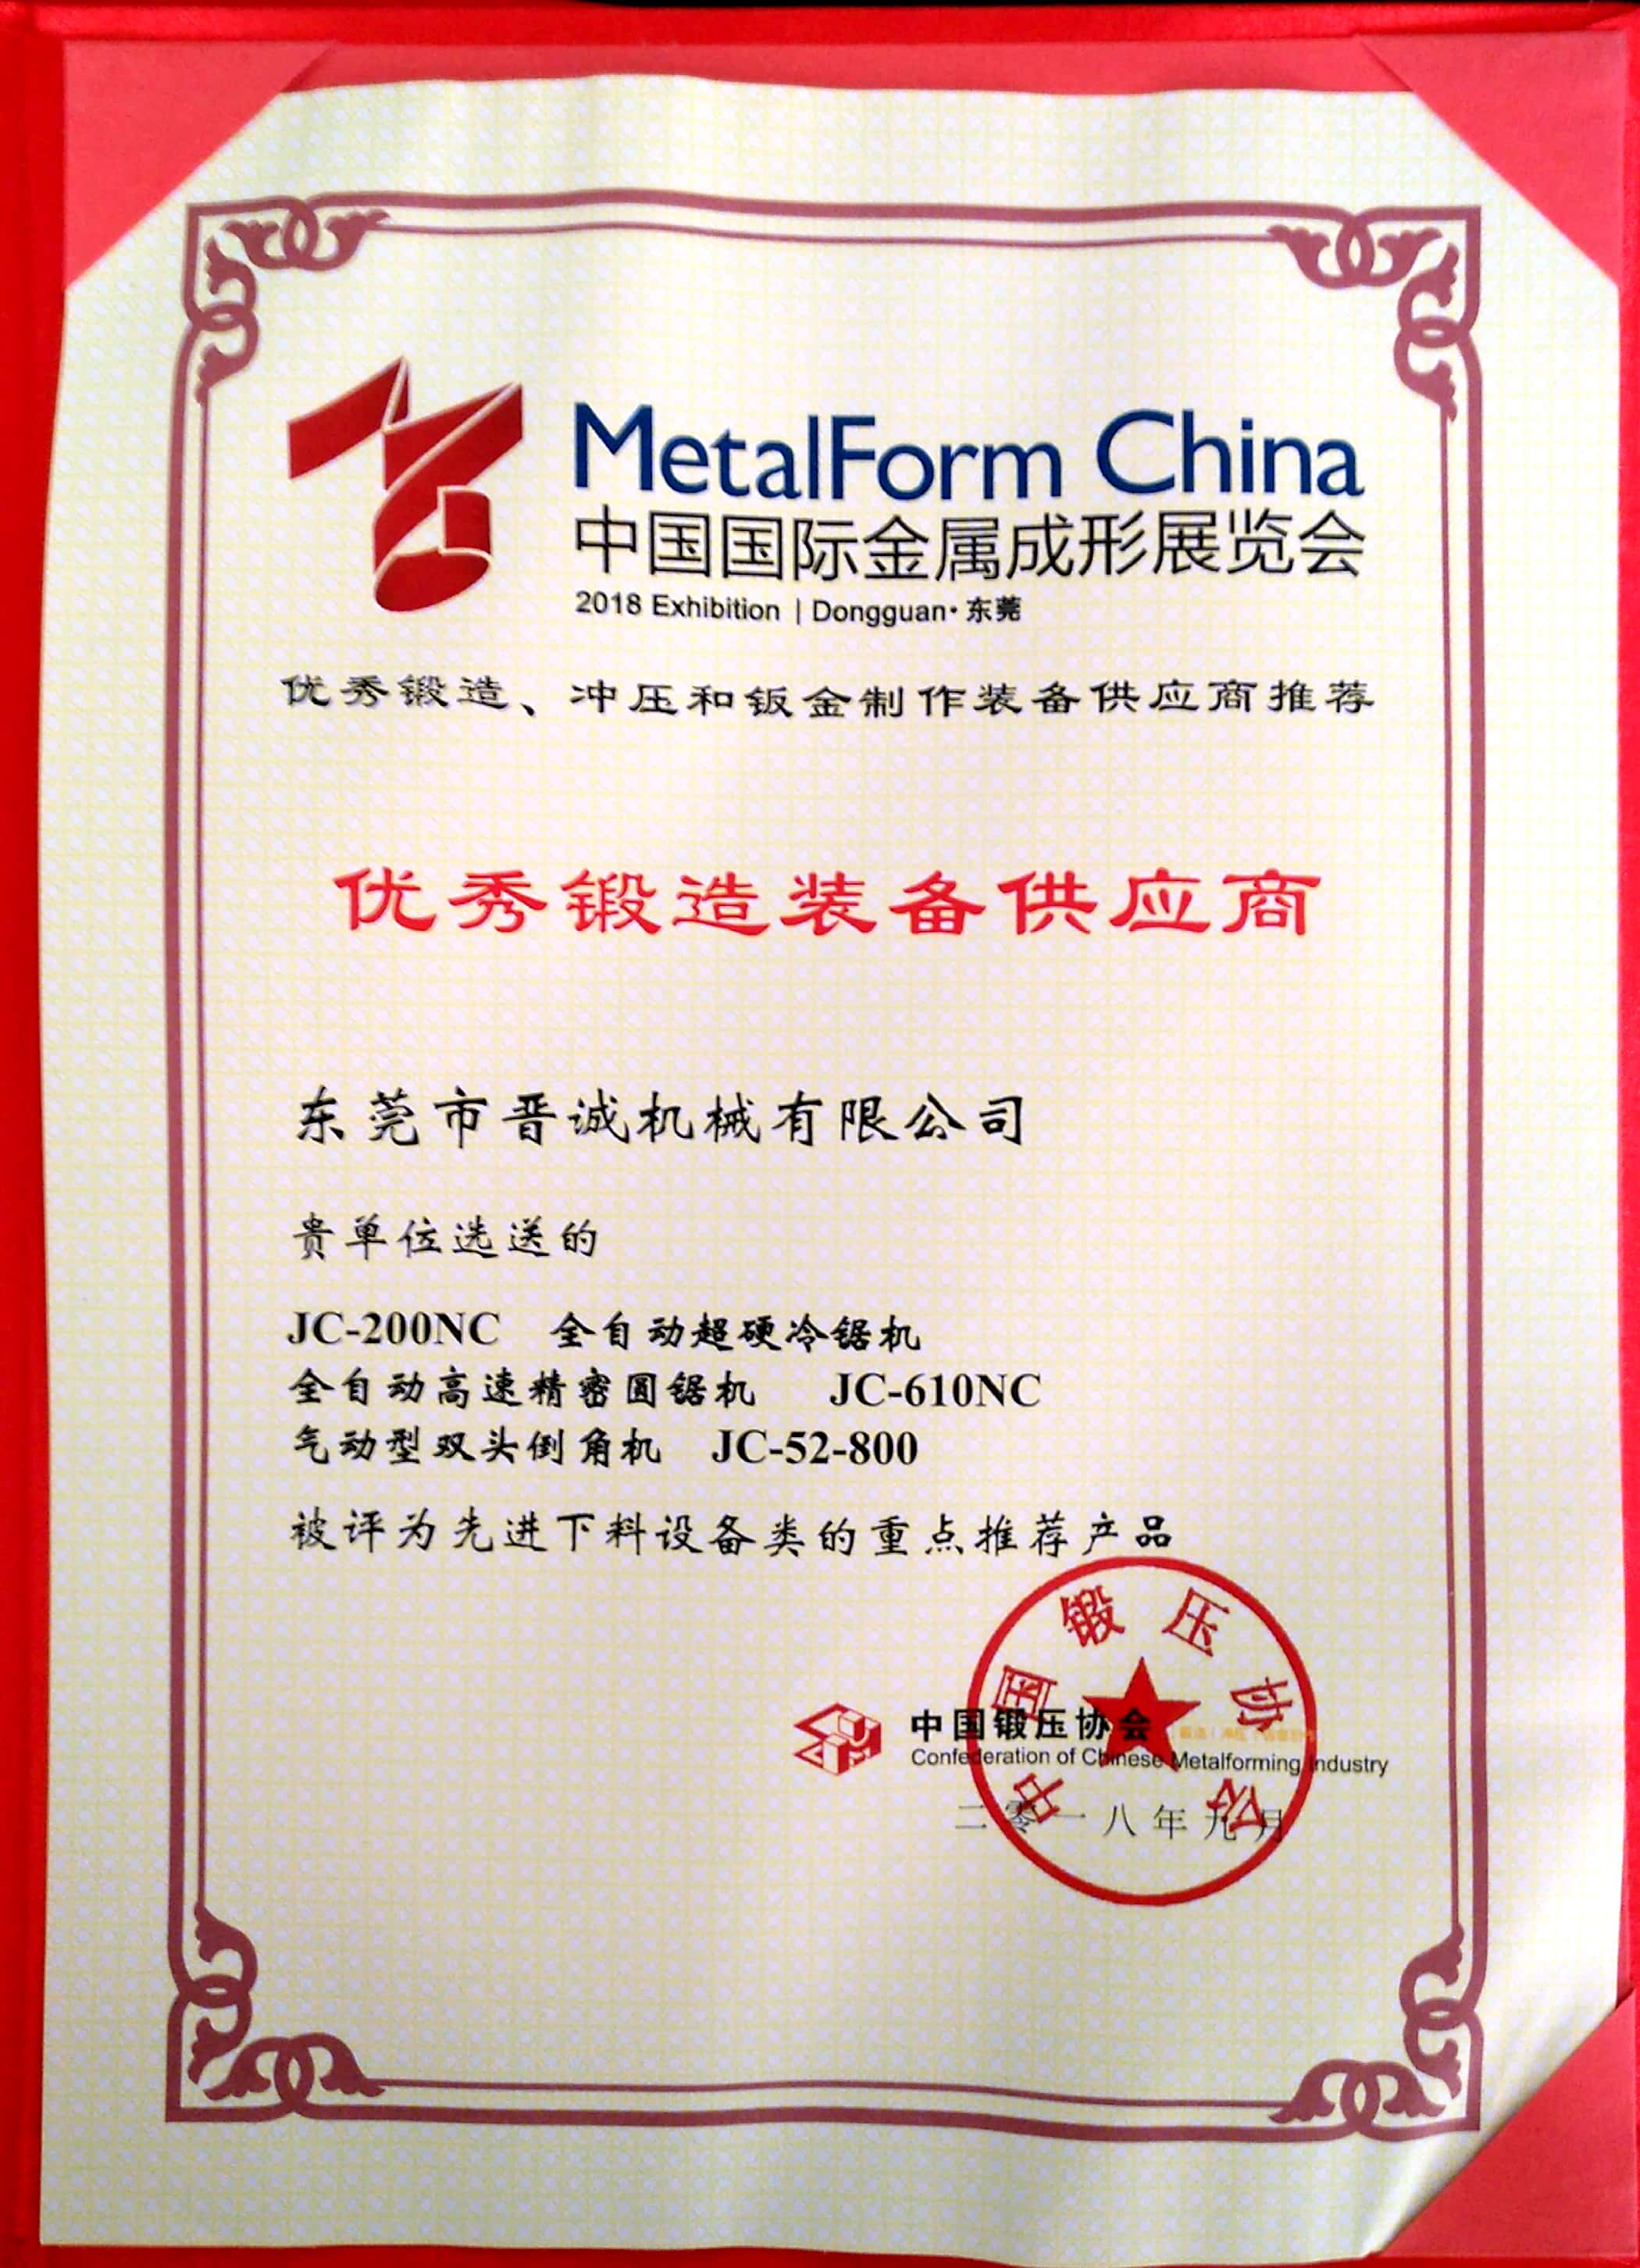 MetalForm China
中国国际金属成形展览会
2018 Exhibition | Dongguan·东莞
优秀锻造、冲压和钣金制作装备供应商推荐
优秀锻造装备供应商
东莞市晋诚机械有限公司
贵单位选送的
JC-200NC 全自动超硬冷锯机
全自动高速精密圆锯机 JC-610NC
气动型双头倒角机 JC-52-800
被评为先进下料设备类的重点推荐产品
中国锻压协会
中国锻压协会
Confederation of Chinese Metalforming Industry
二零一八年九月